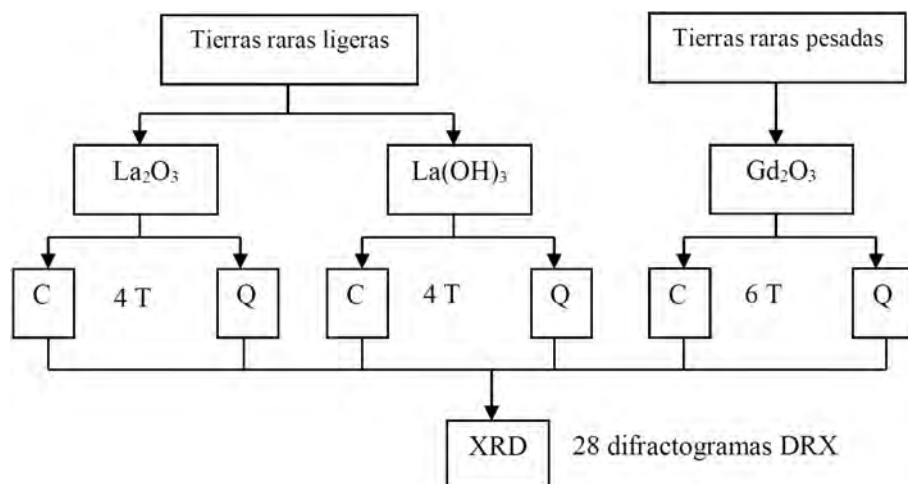 Tierras raras ligeras
Tierras raras pesadas
La₂O₃
La(OH)₃
Gd₂O₃
C
4 T
Q
C
4 T
Q
C
6 T
Q
XRD
28 difractogramas DRX